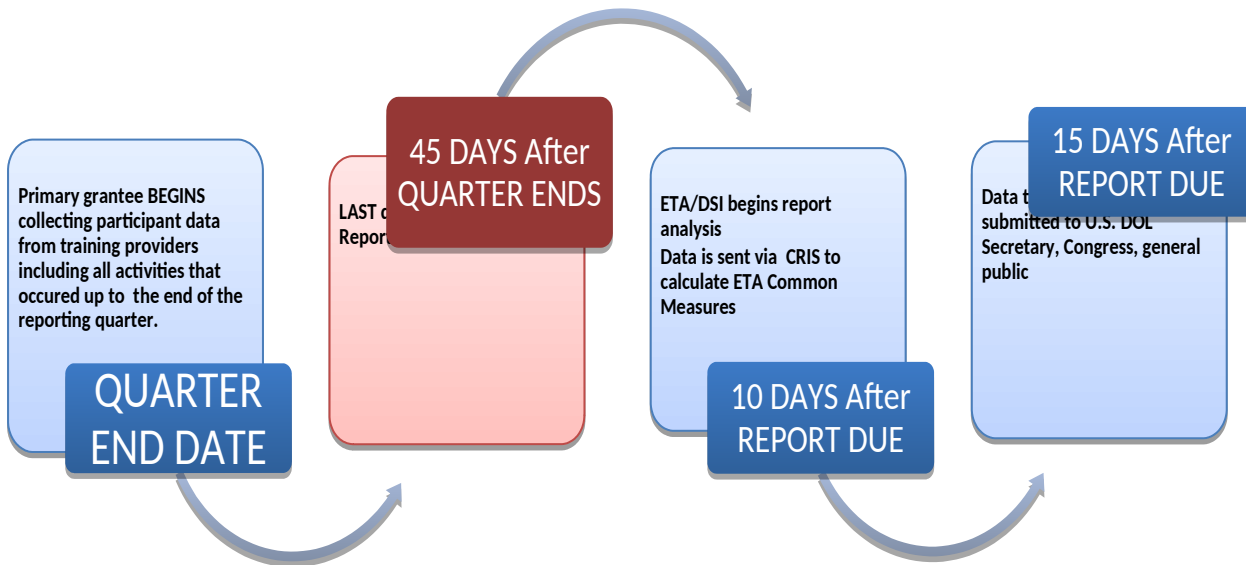 Primary grantee BEGINS
collecting participant data
from training providers
including all activities that
occured up to the end of the
reporting quarter.
QUARTER
END DATE
45 DAYS After
QUARTER ENDS
LAST
ETA/DSI begins report
analysis
Data is sent via CRIS to
calculate ETA Common
Measures
10 DAYS After
REPORT DUE
15 DAYS After
REPORT DUE
Data
submitted to U.S. DOL
Secretary, Congress, general
public